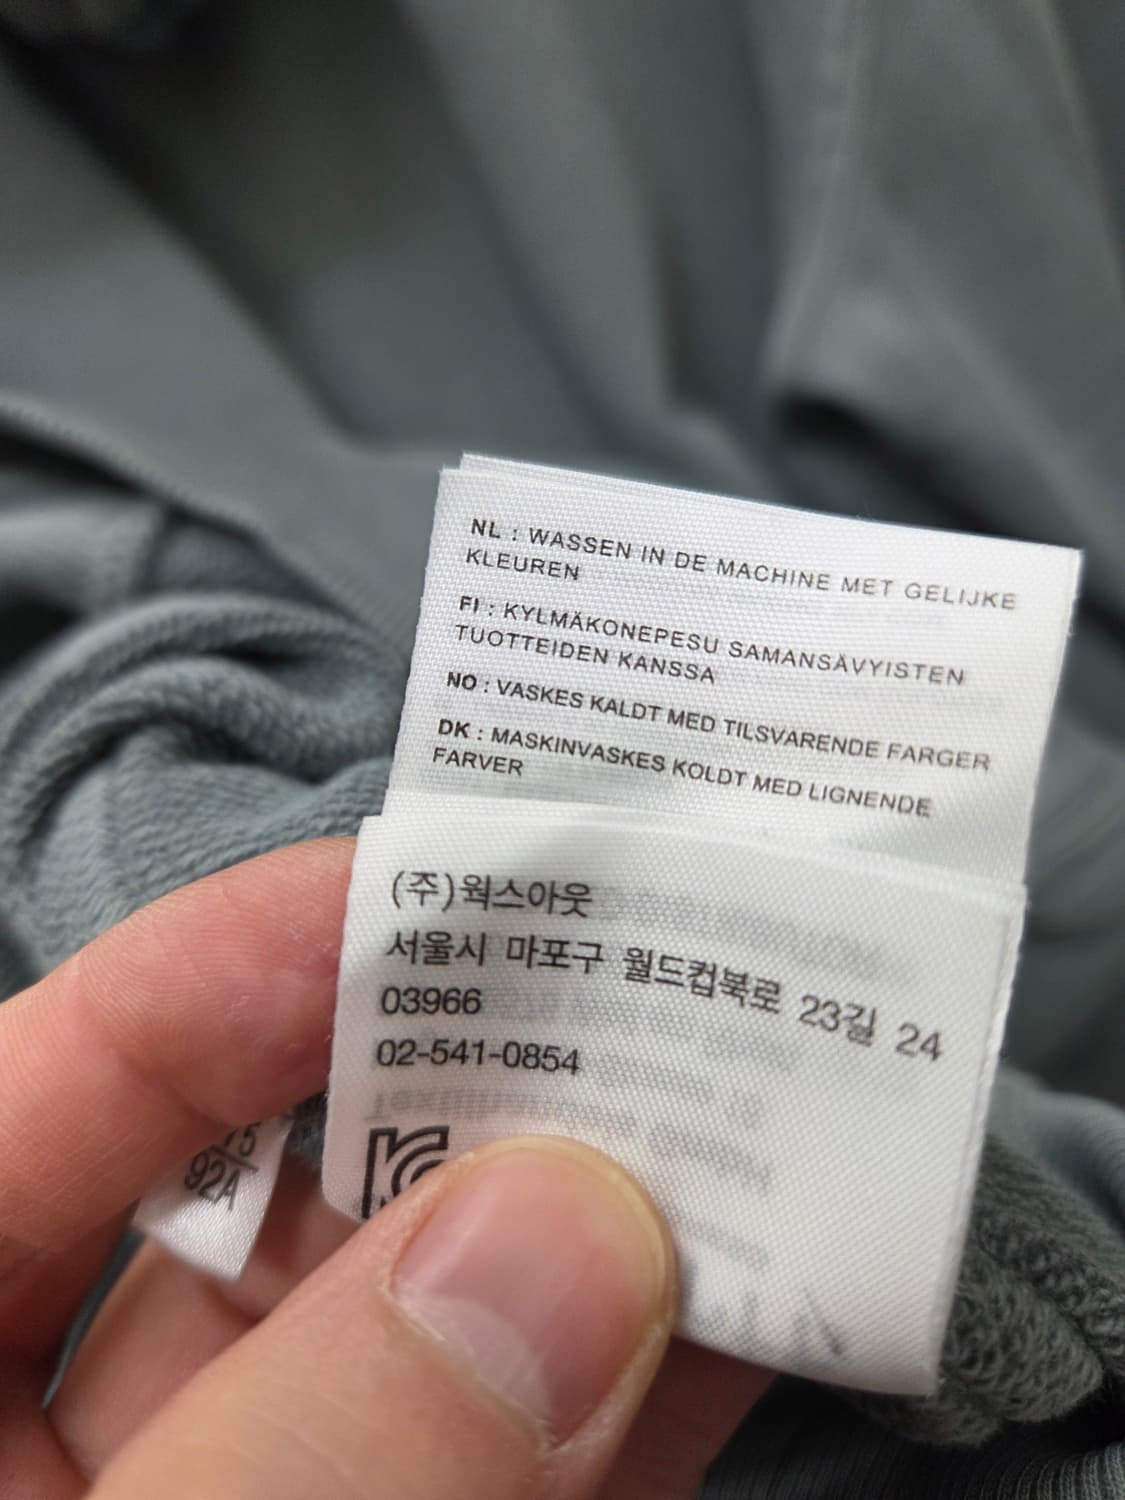 NL : WASSEN IN DE MACHINE MET GELIJKE
KLEUREN
FI : KYLMÄKONEPESU SAMANSÄVYISTEN
TUOTTEIDEN KANSSA
NO : VASKES KALDT MED TILSVARENDE FARGER
DK : MASKINVASKES KOLDT MED LIGNENDE
FARVER
(주)웍스아웃
서울시 마포구 월드컵북로 23길 24
03966
02-541-0854
92A